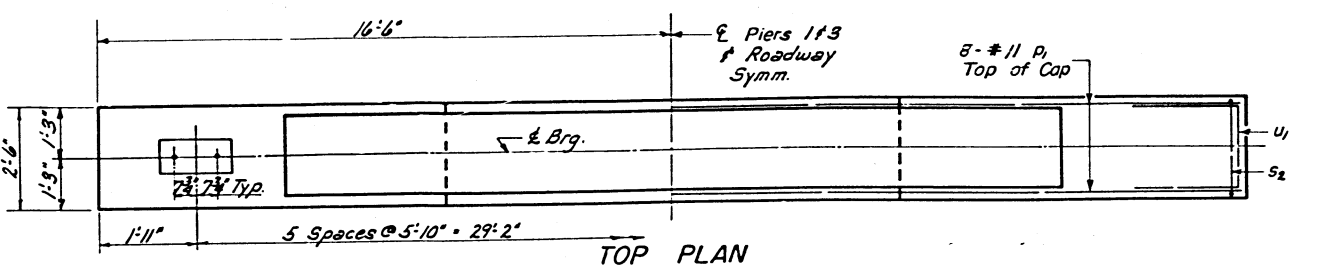 16'-6"
℄ Piers 1 & 3
& Roadway
Symm.
8 - #11 p₁
Top of Cap
2'-6"
1'-3"
1'-3"
℄ Brg.
7¾" 7¾" Typ.
u₁
s₂
1'-11"
5 Spaces @ 5'-10" = 29'-2"
TOP PLAN